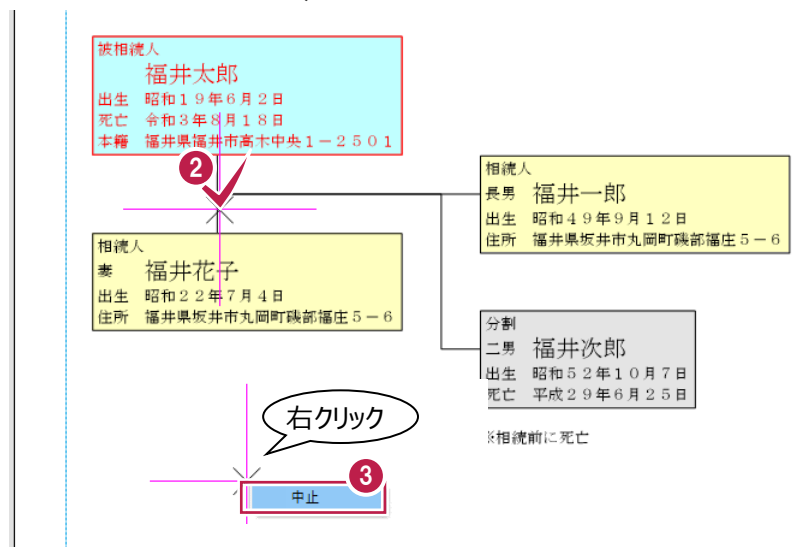 被相続人
福井太郎
出生 昭和19年6月2日
死亡 令和3年8月18日
本籍 福井県福井市高木中央1-2501
2
相続人
長男 福井一郎
出生 昭和49年9月12日
住所 福井県坂井市丸岡町磯部福庄5-6
相続人
妻 福井花子
出生 昭和22年7月4日
住所 福井県坂井市丸岡町磯部福庄5-6
分割
二男 福井次郎
出生 昭和52年10月7日
死亡 平成29年6月25日
※相続前に死亡
右クリック
3
中止